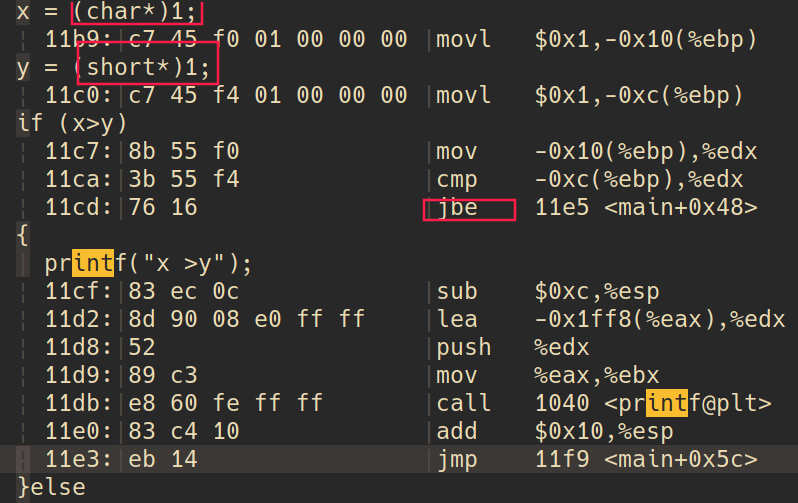 x = (char*)1;
11b9: c7 45 f0 01 00 00 00 movl $0x1,-0x10(%ebp)
y = (short*)1;
11c0: c7 45 f4 01 00 00 00 movl $0x1,-0xc(%ebp)
if (x>y)
11c7: 8b 55 f0 mov -0x10(%ebp),%edx
11ca: 3b 55 f4 cmp -0xc(%ebp),%edx
11cd: 76 16 jbe 11e5 <main+0x48>
{
printf("x >y");
11cf: 83 ec 0c sub $0xc,%esp
11d2: 8d 90 08 e0 ff ff lea -0x1ff8(%eax),%edx
11d8: 52 push %edx
11d9: 89 c3 mov %eax,%ebx
11db: e8 60 fe ff ff call 1040 <printf@plt>
11e0: 83 c4 10 add $0x10,%esp
11e3: eb 14 jmp 11f9 <main+0x5c>
}else